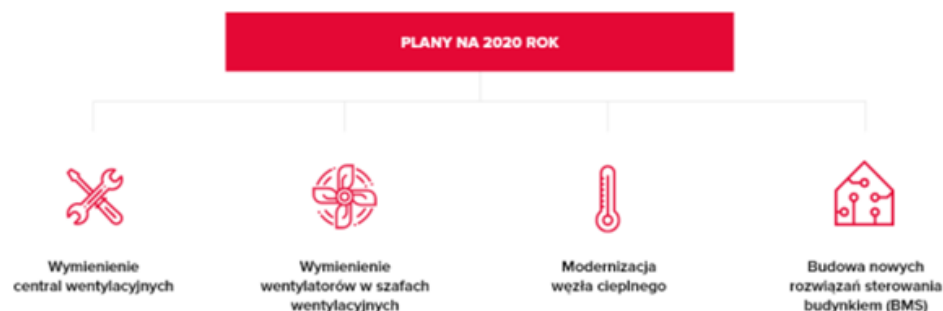 PLANY NA 2020 ROK
Wymienienie
central wentylacyjnych
Wymienienie
wentylatorów w szafach
wentylacyjnych
Modernizacja
węzła cieplnego
Budowa nowych
rozwiązań sterowania
budynkiem (BMS)